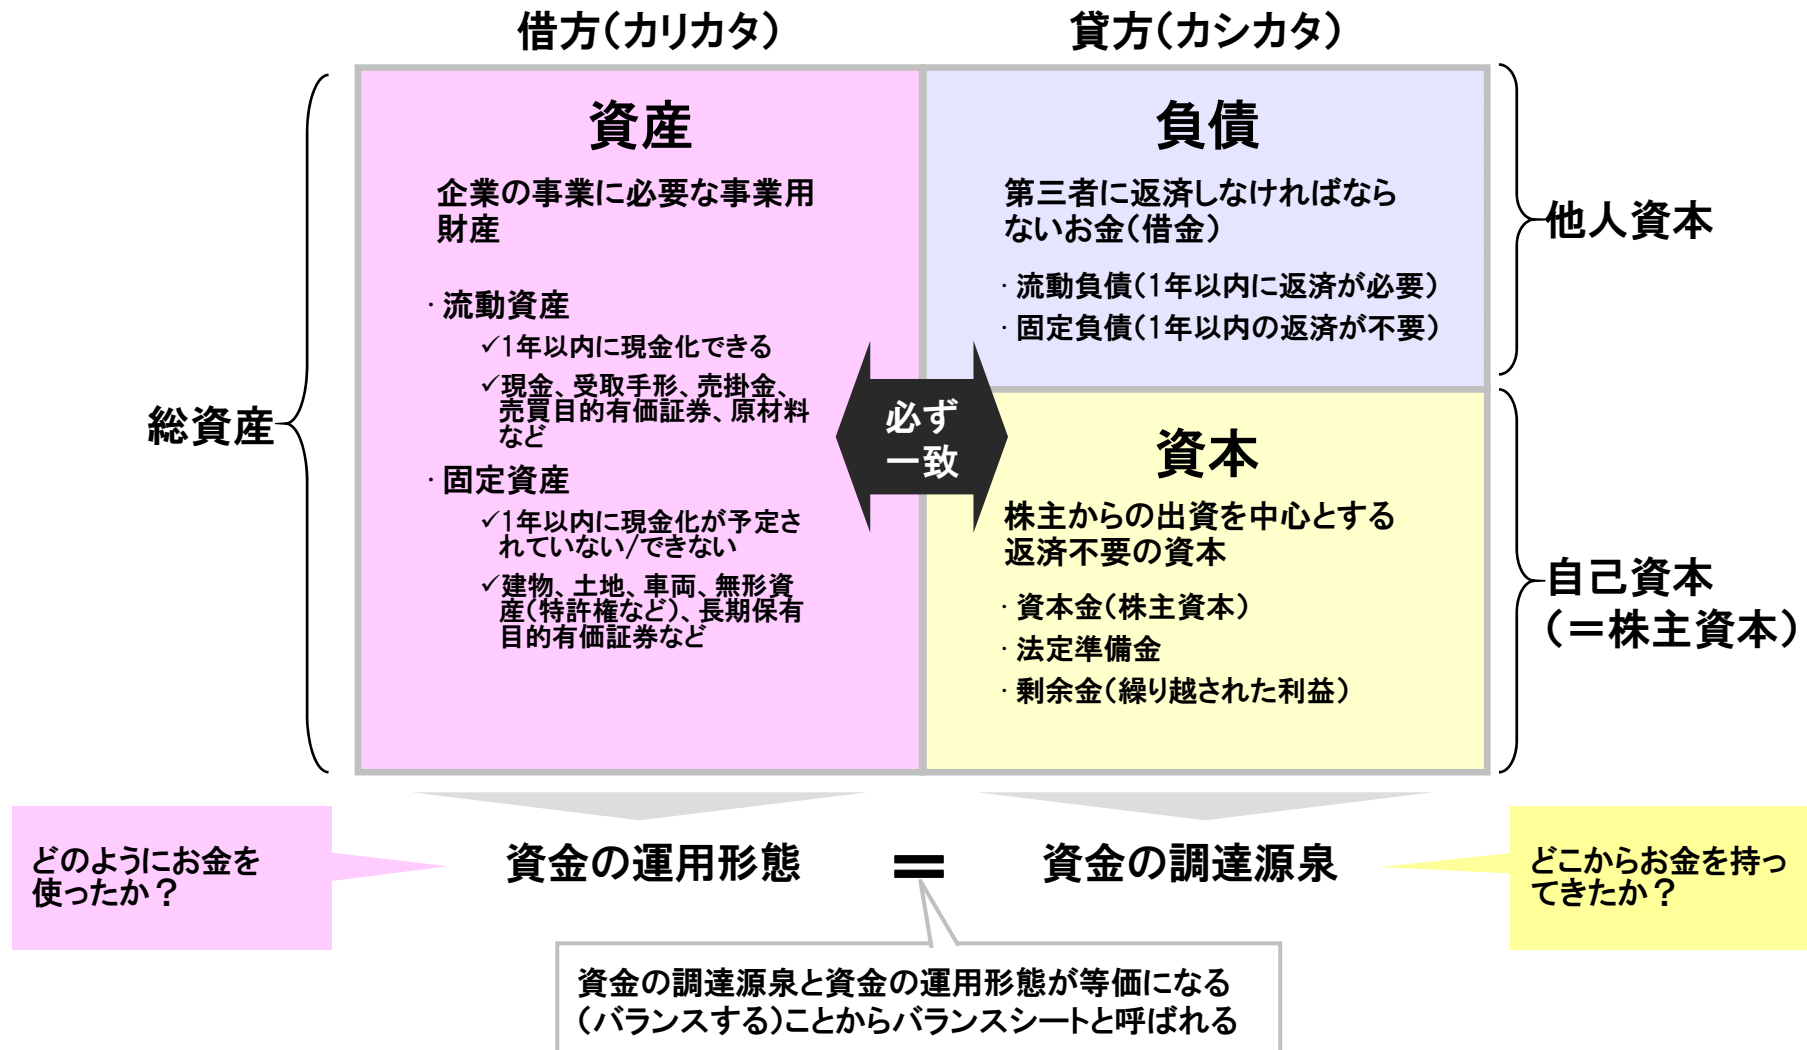 借方（カリカタ）
貸方（カシカタ）
資産
企業の事業に必要な事業用
財産
・流動資産
✓1年以内に現金化できる
✓現金、受取手形、売掛金、
売買目的有価証券、原材料
など
・固定資産
✓1年以内に現金化が予定さ
れていない/できない
✓建物、土地、車両、無形資
産（特許権など）、長期保有
目的有価証券など
負債
第三者に返済しなければなら
ないお金（借金）
・流動負債（1年以内に返済が必要）
・固定負債（1年以内の返済が不要）
必ず
一致
資本
株主からの出資を中心とする
返済不要の資本
・資本金（株主資本）
・法定準備金
・剰余金（繰り越された利益）
総資産
他人資本
自己資本
（＝株主資本）
どのようにお金を
使ったか？
資金の運用形態
＝
資金の調達源泉
どこからお金を持っ
てきたか？
資金の調達源泉と資金の運用形態が等価になる
（バランスする）ことからバランスシートと呼ばれる